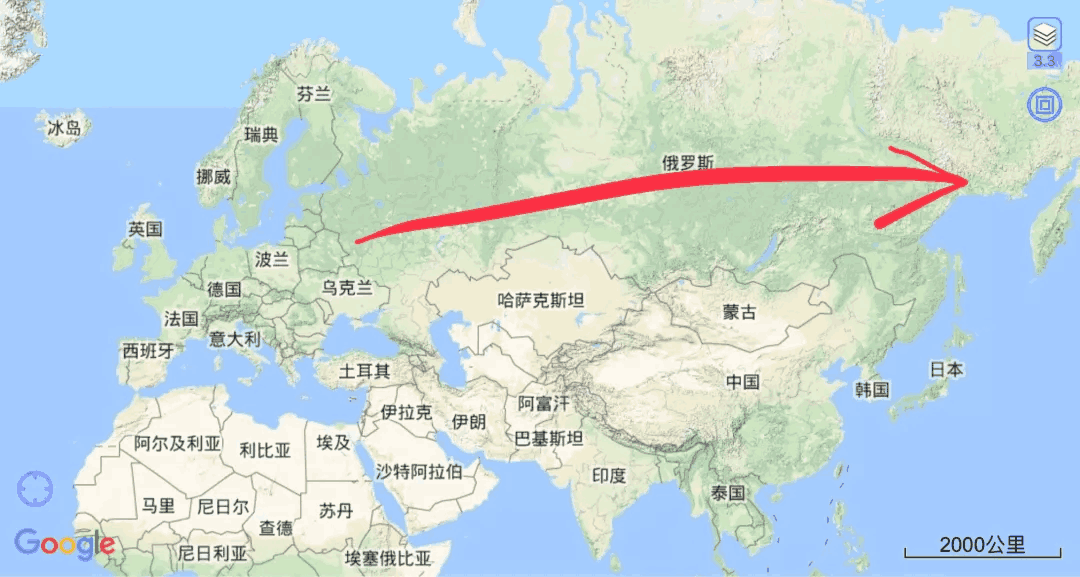 3.3
芬兰
冰岛
瑞典
俄罗斯
挪威
英国
波兰
德国
乌克兰
哈萨克斯坦
法国
蒙古
意大利
西班牙
土耳其
日本
中国
韩国
阿富汗
伊拉克
伊朗
巴基斯坦
阿尔及利亚
利比亚
埃及
沙特阿拉伯
印度
泰国
马里
尼日尔
苏丹
查德
Google
尼日利亚
埃塞俄比亚
2000公里